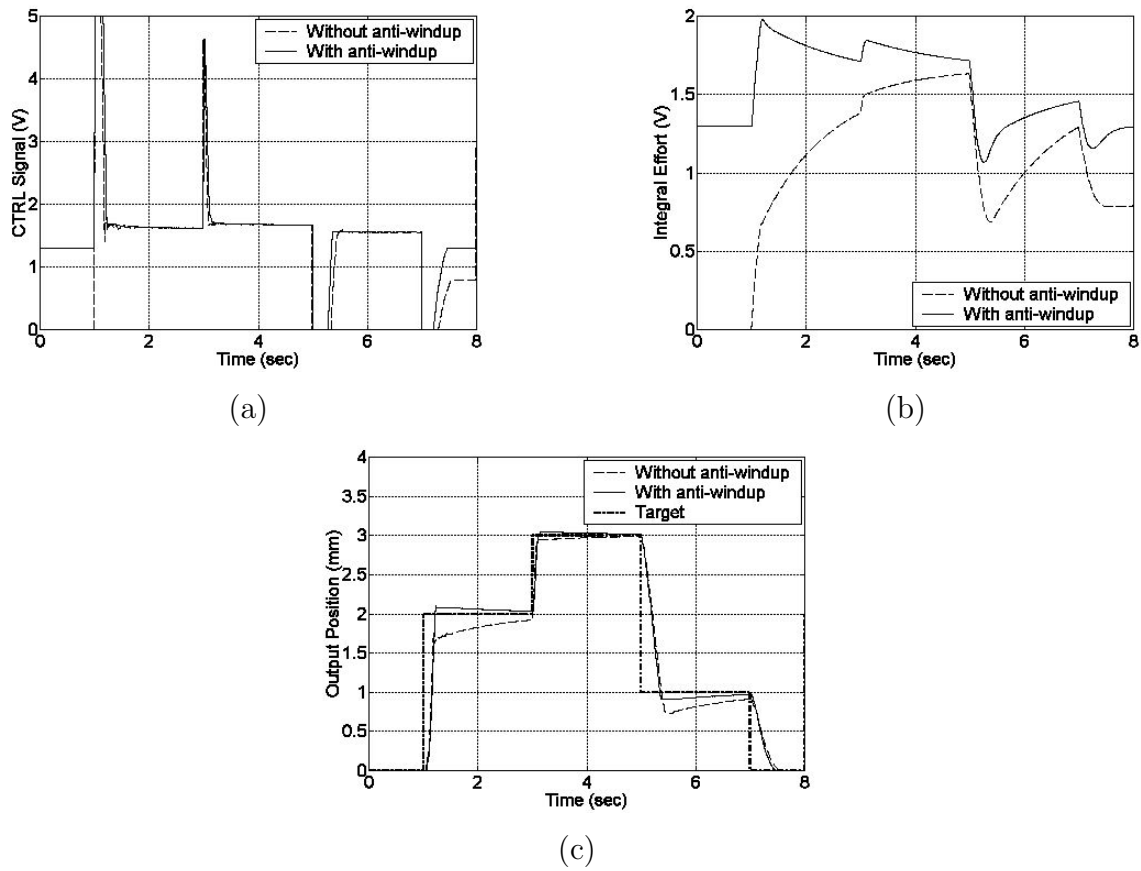 5
4
3
2
1
0
CTRL Signal (V)
Without anti-windup
With anti-windup
0 2 4 6 8
Time (sec)
(a)
2
1.5
1
0.5
0
Integral Effort (V)
Without anti-windup
With anti-windup
0 2 4 6 8
Time (sec)
(b)
4
3.5
3
2.5
2
1.5
1
0.5
0
Output Position (mm)
Without anti-windup
With anti-windup
Target
0 2 4 6 8
Time (sec)
(c)